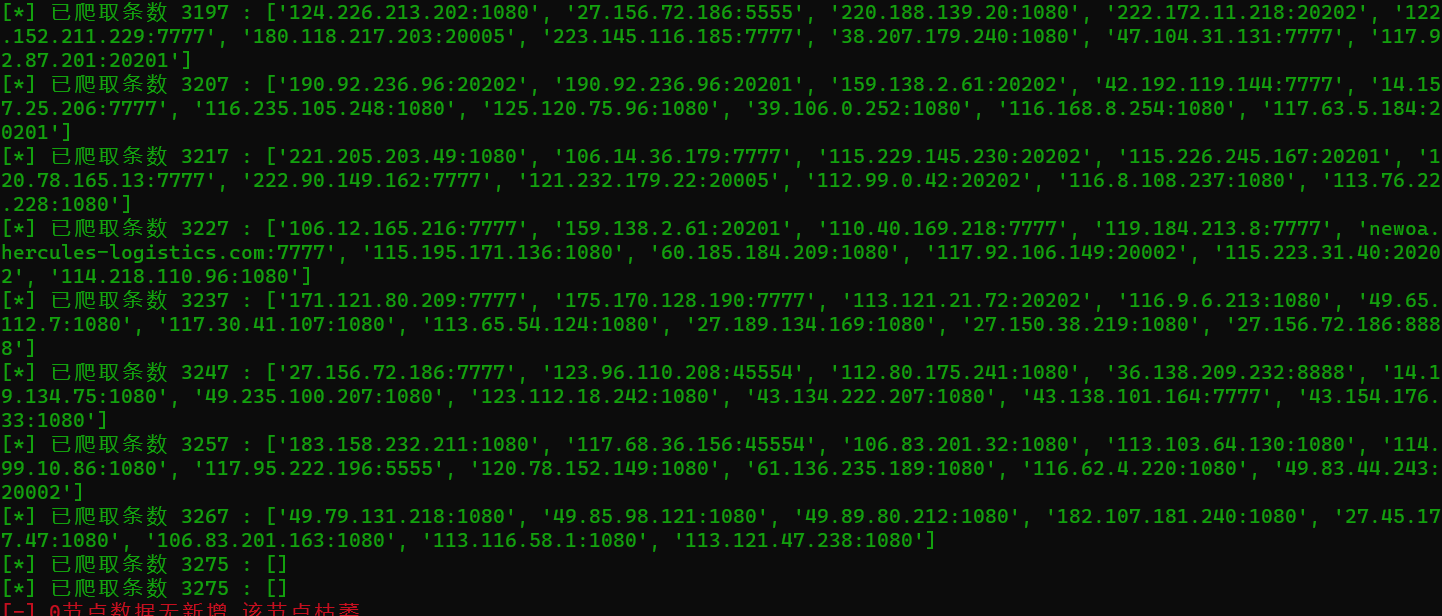 [*] 已爬取条数 3197 : ['124.226.213.202:1080', '27.156.72.186:5555', '220.188.139.20:1080', '222.172.11.218:20202', '122
.152.211.229:7777', '180.118.217.203:20005', '223.145.116.185:7777', '38.207.179.240:1080', '47.104.31.131:7777', '117.9
2.87.201:20201']
[*] 已爬取条数 3207 : ['190.92.236.96:20202', '190.92.236.96:20201', '159.138.2.61:20202', '42.192.119.144:7777', '14.15
7.25.206:7777', '116.235.105.248:1080', '125.120.75.96:1080', '39.106.0.252:1080', '116.168.8.254:1080', '117.63.5.184:2
0201']
[*] 已爬取条数 3217 : ['221.205.203.49:1080', '106.14.36.179:7777', '115.229.145.230:20202', '115.226.245.167:20201', '1
20.78.165.13:7777', '222.90.149.162:7777', '121.232.179.22:20005', '112.99.0.42:20202', '116.8.108.237:1080', '113.76.22
.228:1080']
[*] 已爬取条数 3227 : ['106.12.165.216:7777', '159.138.2.61:20201', '110.40.169.218:7777', '119.184.213.8:7777', 'newoa.
hercules-logistics.com:7777', '115.195.171.136:1080', '60.185.184.209:1080', '117.92.106.149:20002', '115.223.31.40:2020
2', '114.218.110.96:1080']
[*] 已爬取条数 3237 : ['171.121.80.209:7777', '175.170.128.190:7777', '113.121.21.72:20202', '116.9.6.213:1080', '49.65.
112.7:1080', '117.30.41.107:1080', '113.65.54.124:1080', '27.189.134.169:1080', '27.150.38.219:1080', '27.156.72.186:888
8']
[*] 已爬取条数 3247 : ['27.156.72.186:7777', '123.96.110.208:45554', '112.80.175.241:1080', '36.138.209.232:8888', '14.1
9.134.75:1080', '49.235.100.207:1080', '123.112.18.242:1080', '43.134.222.207:1080', '43.138.101.164:7777', '43.154.176.
33:1080']
[*] 已爬取条数 3257 : ['183.158.232.211:1080', '117.68.36.156:45554', '106.83.201.32:1080', '113.103.64.130:1080', '114.
99.10.86:1080', '117.95.222.196:5555', '120.78.152.149:1080', '61.136.235.189:1080', '116.62.4.220:1080', '49.83.44.243:
20002']
[*] 已爬取条数 3267 : ['49.79.131.218:1080', '49.85.98.121:1080', '49.89.80.212:1080', '182.107.181.240:1080', '27.45.17
7.47:1080', '106.83.201.163:1080', '113.116.58.1:1080', '113.121.47.238:1080']
[*] 已爬取条数 3275 : []
[*] 已爬取条数 3275 : []
[-] 0节点数据无新增 该节点枯萎